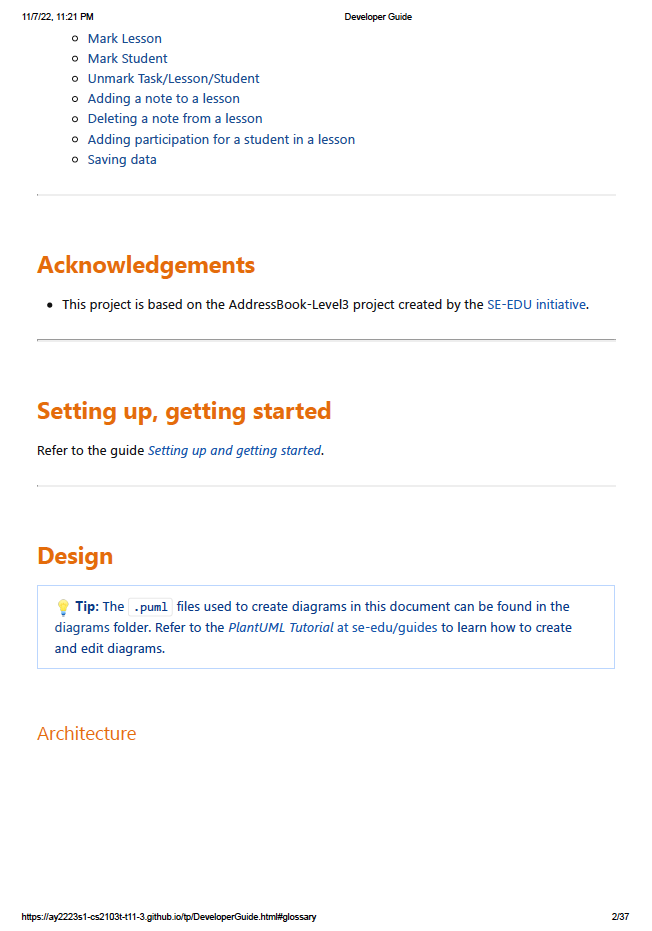 11/7/22, 11:21 PM Developer Guide
Mark Lesson
Mark Student
Unmark Task/Lesson/Student
Adding a note to a lesson
Deleting a note from a lesson
Adding participation for a student in a lesson
Saving data
Acknowledgements
This project is based on the AddressBook-Level3 project created by the SE-EDU initiative.
Setting up, getting started
Refer to the guide Setting up and getting started.
Design
Tip: The .puml files used to create diagrams in this document can be found in the
diagrams folder. Refer to the PlantUML Tutorial at se-edu/guides to learn how to create
and edit diagrams.
Architecture
https://ay2223s1-cs2103t-t11-3.github.io/tp/DeveloperGuide.html#glossary 2/37